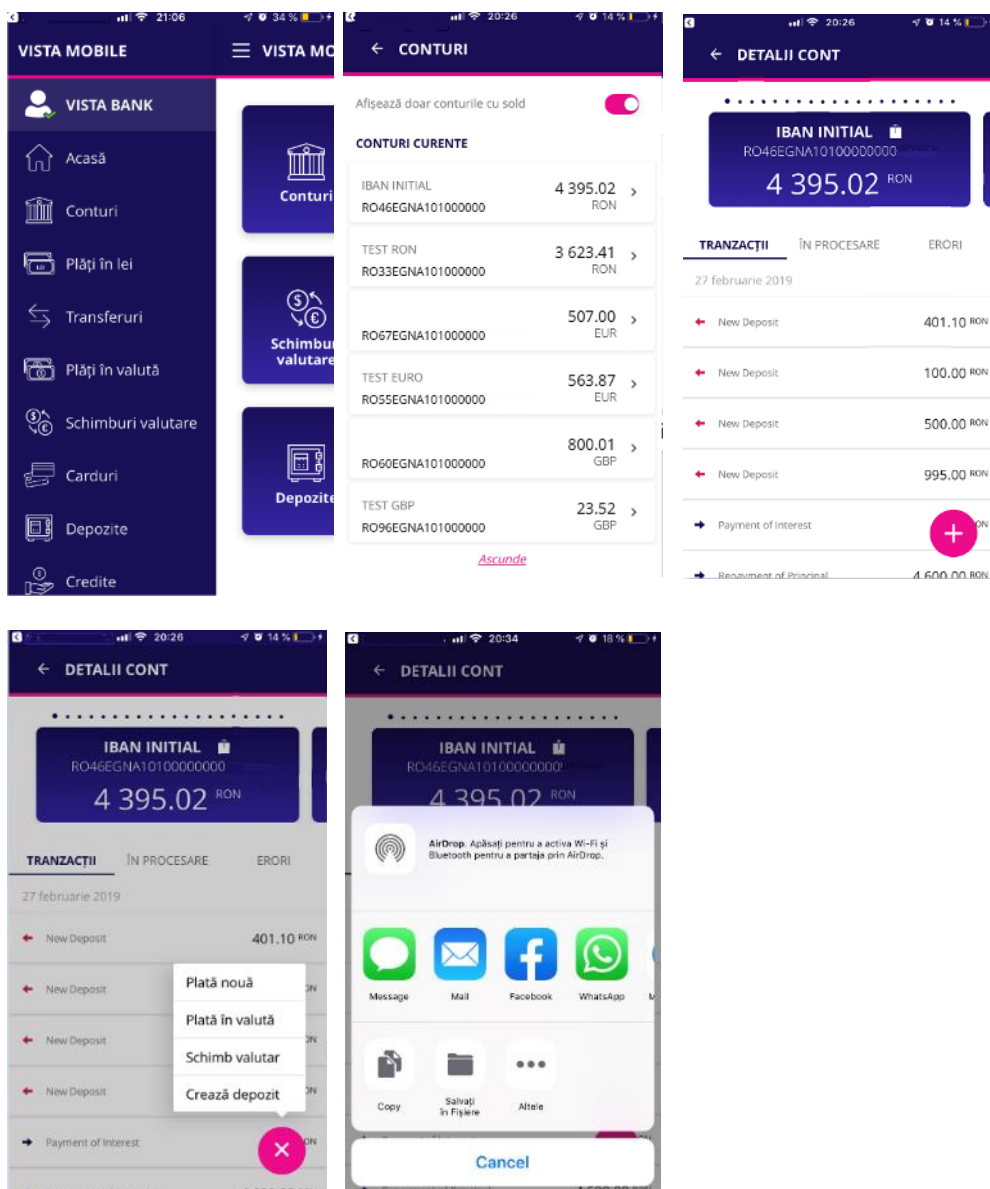 21:06
34 %
VISTA MOBILE
VISTA MO
VISTA BANK
Acasă
Conturi
Plăți în lei
Transferuri
Plăți în valută
Schimburi valutare
Carduri
Depozite
Credite
Conturi
Schimbu
valutare
Depozite
20:26
14 %
CONTURI
Afișează doar conturile cu sold
CONTURI CURENTE
IBAN INITIAL
4 395.02
RO46EGNA101000000
RON
TEST RON
3 623.41
RO33EGNA101000000
RON
507.00
RO67EGNA101000000
EUR
TEST EURO
563.87
RO55EGNA101000000
EUR
800.01
RO60EGNA101000000
GBP
TEST GBP
23.52
RO96EGNA101000000
GBP
Ascunde
20:26
14 %
DETALII CONT
IBAN INITIAL
RO46EGNA10100000000
4 395.02 RON
TRANZACȚII ÎN PROCESARE ERORI
27 februarie 2019
New Deposit 401.10 RON
New Deposit 100.00 RON
New Deposit 500.00 RON
New Deposit 995.00 RON
Payment of Interest
Repayment of Principal 4 600.00 RON
20:26
14 %
DETALII CONT
IBAN INITIAL
RO46EGNA10100000000
4 395.02 RON
TRANZACȚII ÎN PROCESARE ERORI
27 februarie 2019
New Deposit 401.10 RON
New Deposit
New Deposit
New Deposit
Payment of Interest
Plată nouă
Plată în valută
Schimb valutar
Crează depozit
20:34
18 %
DETALII CONT
IBAN INITIAL
RO46EGNA10100000000
4 395.02 RON
AirDrop. Apăsați pentru a activa Wi-Fi și
Bluetooth pentru a partaja prin AirDrop.
Message Mail Facebook WhatsApp M
Copy
Salvați
în Fișiere
Altele
Cancel